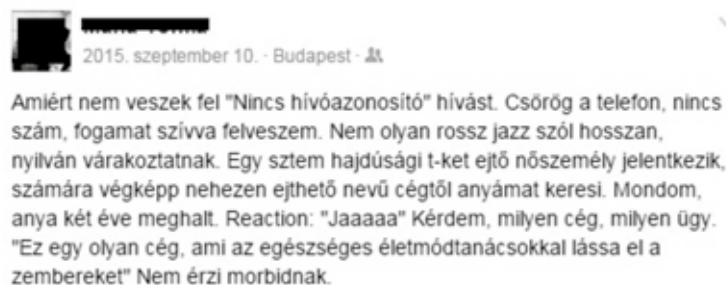 2015. szeptember 10. · Budapest ·
Amiért nem veszek fel "Nincs hívóazonosító" hívást. Csörög a telefon, nincs
szám, fogamat szívva felveszem. Nem olyan rossz jazz szól hosszan,
nyilván várakoztatnak. Egy sztem hajdúsági t-ket ejtő nőszemély jelentkezik,
számára végképp nehezen ejthető nevű cégtől anyámat keresi. Mondom,
anya két éve meghalt. Reaction: "Jaaaaa" Kérdem, milyen cég, milyen ügy.
"Ez egy olyan cég, ami az egészséges életmódtanácsokkal lássa el a
zembereket" Nem érzi morbidnak.